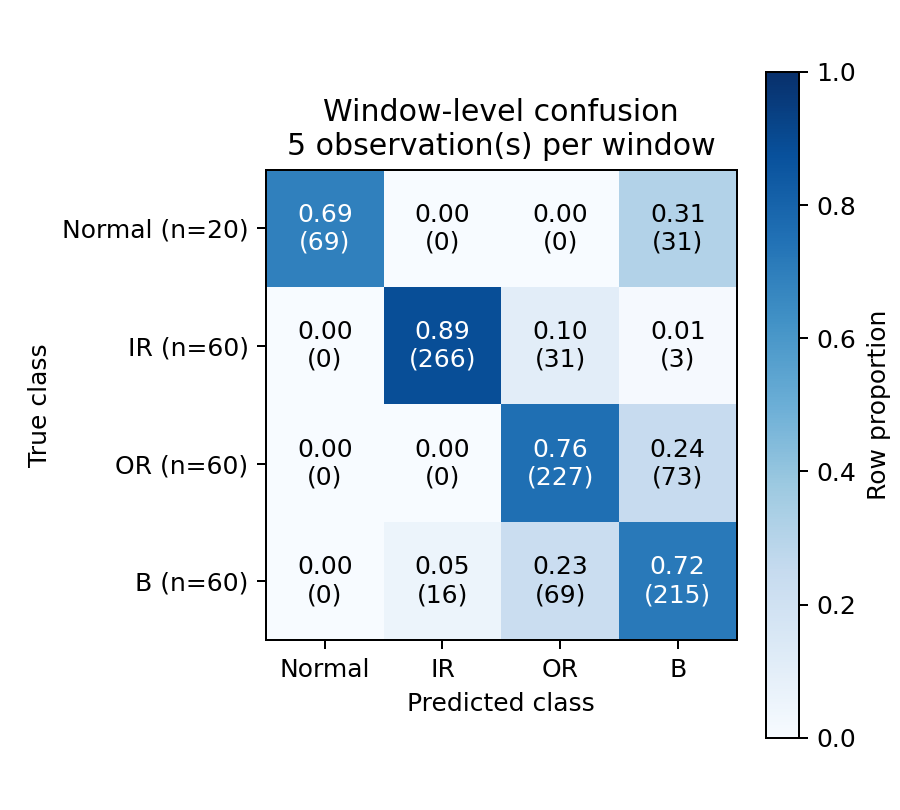 Window-level confusion
5 observation(s) per window
True class
Normal (n=20)
0.69
(69)
0.00
(0)
0.00
(0)
0.31
(31)
IR (n=60)
0.00
(0)
0.89
(266)
0.10
(31)
0.01
(3)
OR (n=60)
0.00
(0)
0.00
(0)
0.76
(227)
0.24
(73)
B (n=60)
0.00
(0)
0.05
(16)
0.23
(69)
0.72
(215)
Normal
IR
OR
B
Predicted class
1.0
0.8
0.6
0.4
0.2
0.0
Row proportion